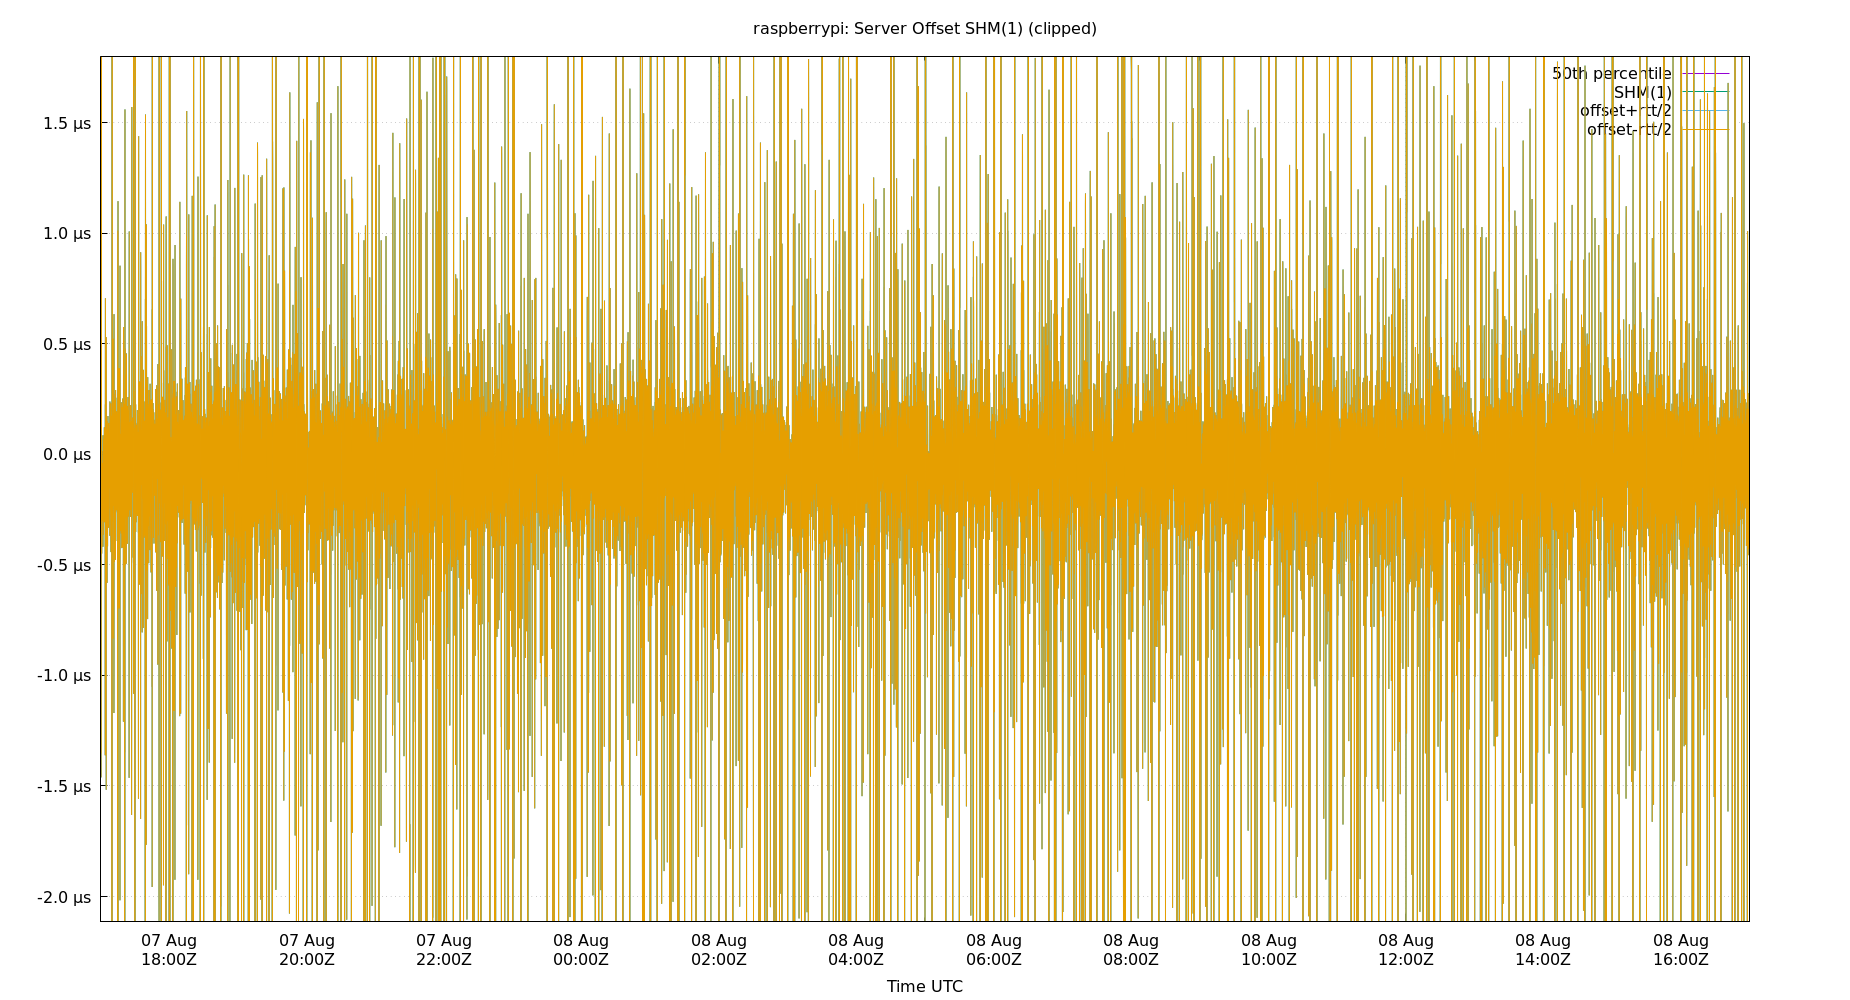 raspberrypi: Server Offset SHM(1) (clipped)
50th percentile
SHM(1)
offset+rtt/2
offset-rtt/2
1.5 µs
1.0 µs
0.5 µs
0.0 µs
-0.5 µs
-1.0 µs
-1.5 µs
-2.0 µs
07 Aug 07 Aug 07 Aug 08 Aug 08 Aug 08 Aug 08 Aug 08 Aug 08 Aug 08 Aug 08 Aug 08 Aug
18:00Z 20:00Z 22:00Z 00:00Z 02:00Z 04:00Z 06:00Z 08:00Z 10:00Z 12:00Z 14:00Z 16:00Z
Time UTC